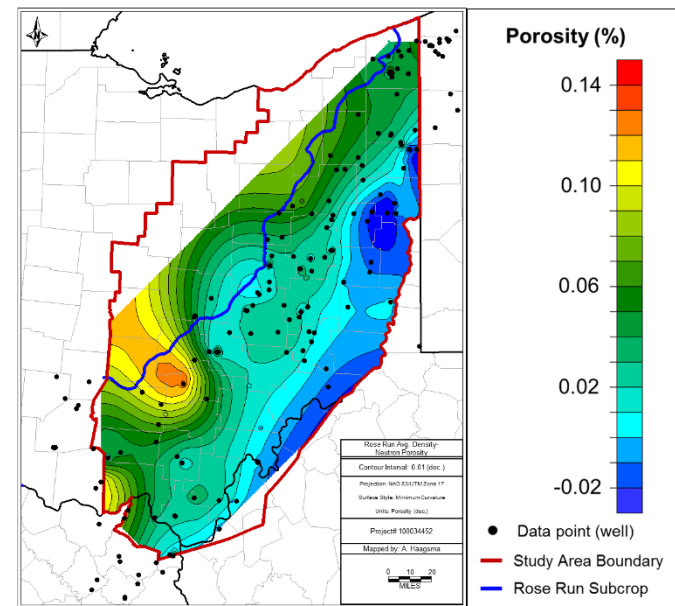 Rose Run Avg. Density-
Neutron Porosity
Contour Interval: 0.01 (dec.)
Projection: NAD 83/UTM Zone 17
Surface Style: Minimum Curvature
Units: Porosity (dec.)
Project# 100034452
Mapped by: A. Haagsma
0 10 20
MILES
Porosity (%)
0.14
0.10
0.06
0.02
-0.02
Data point (well)
Study Area Boundary
Rose Run Subcrop